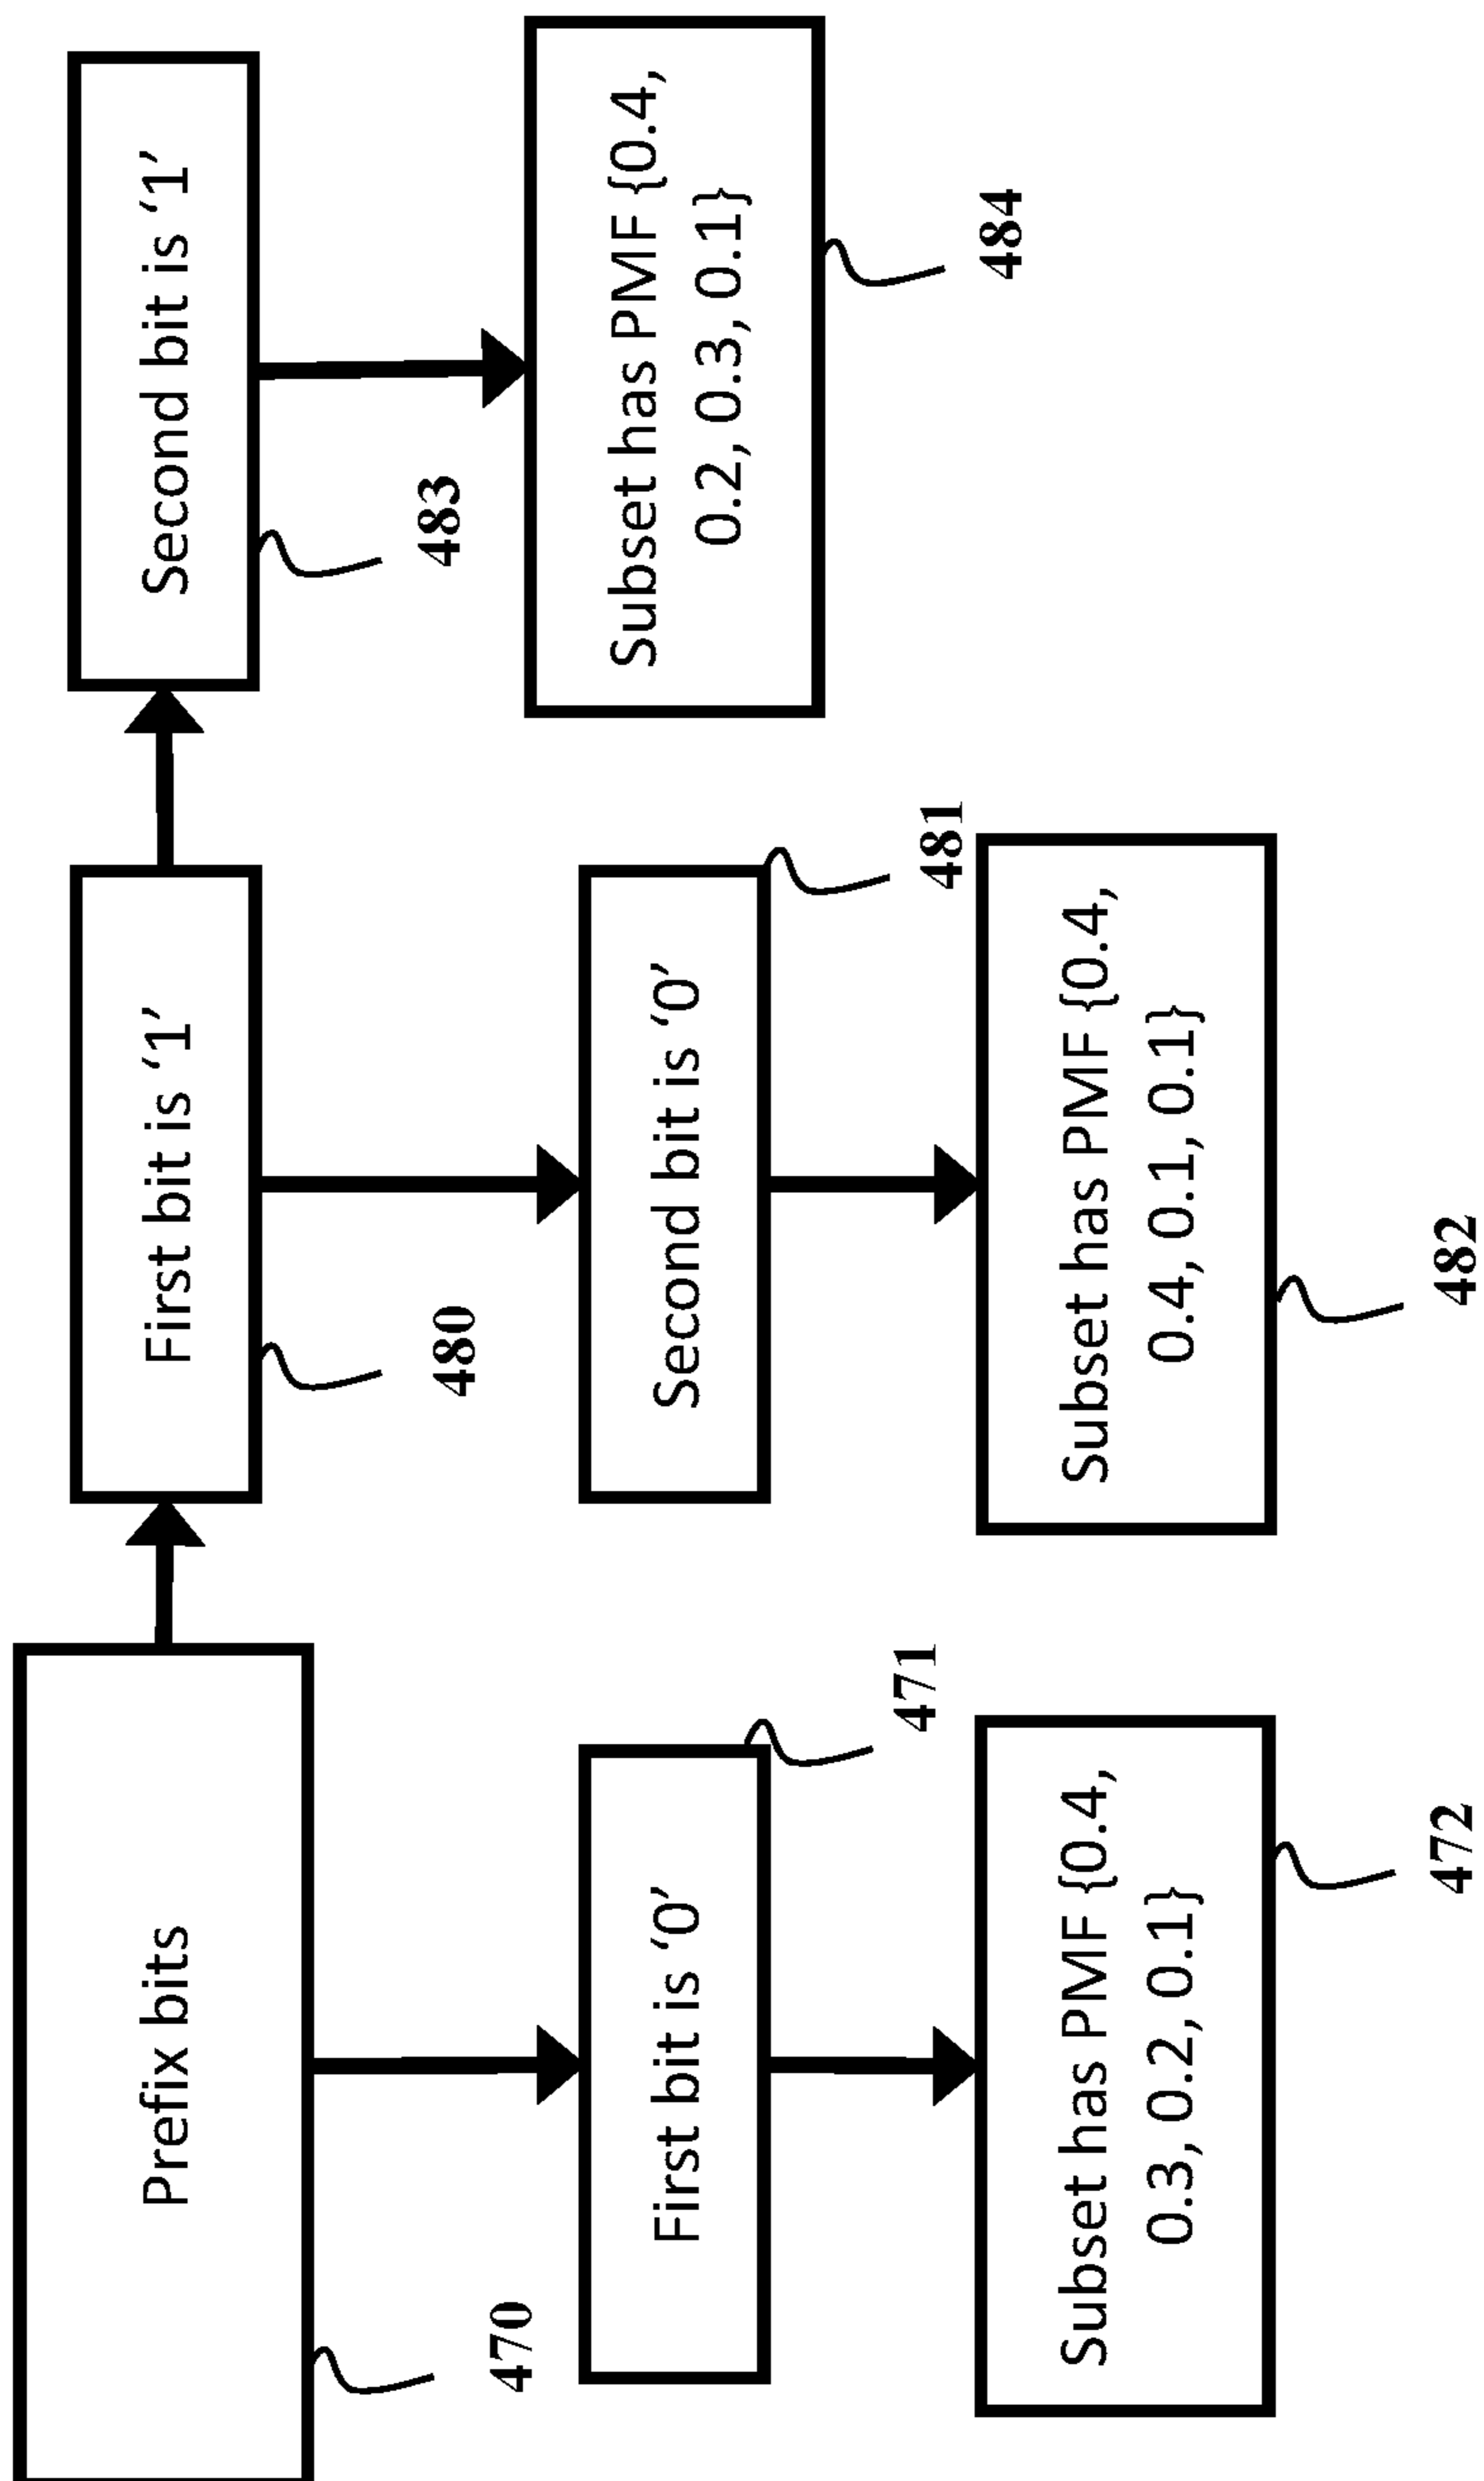 Prefix bits
470
First bit is ‘0’
471
Subset has PMF {0.4,
0.3, 0.2, 0.1}
472
First bit is ‘1’
480
Second bit is ‘0’
481
Subset has PMF {0.4,
0.4, 0.1, 0.1}
482
Second bit is ‘1’
483
Subset has PMF {0.4,
0.2, 0.3, 0.1}
484